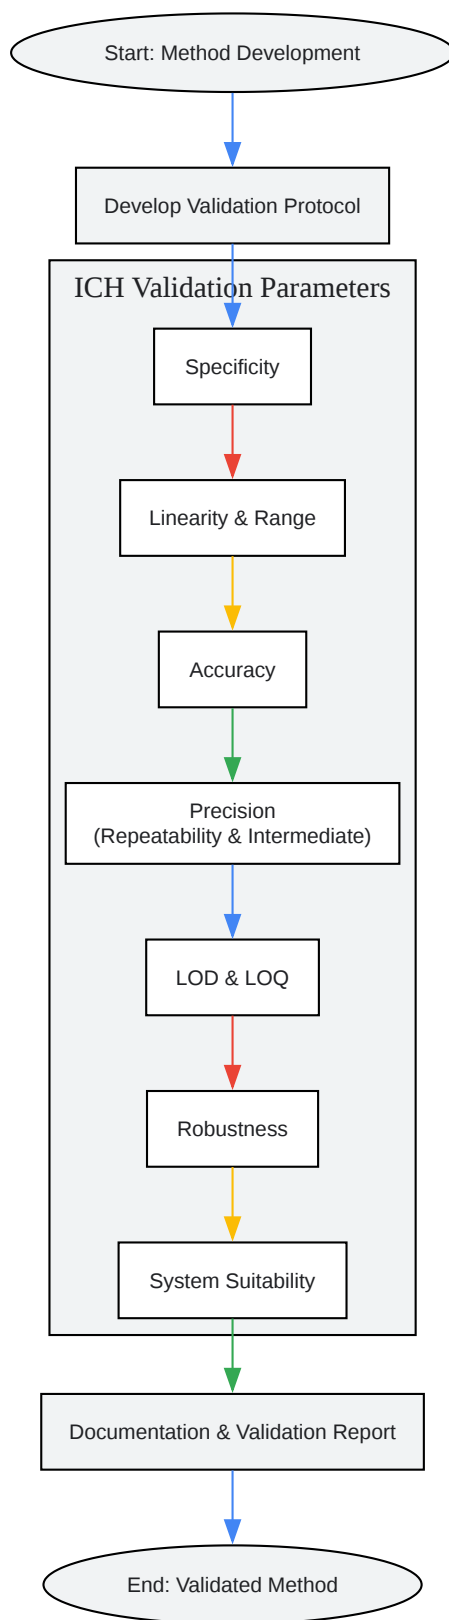 Start: Method Development
Develop Validation Protocol
ICH Validation Parameters
Specificity
Linearity & Range
Accuracy
Precision
(Repeatability & Intermediate)
LOD & LOQ
Robustness
System Suitability
Documentation & Validation Report
End: Validated Method